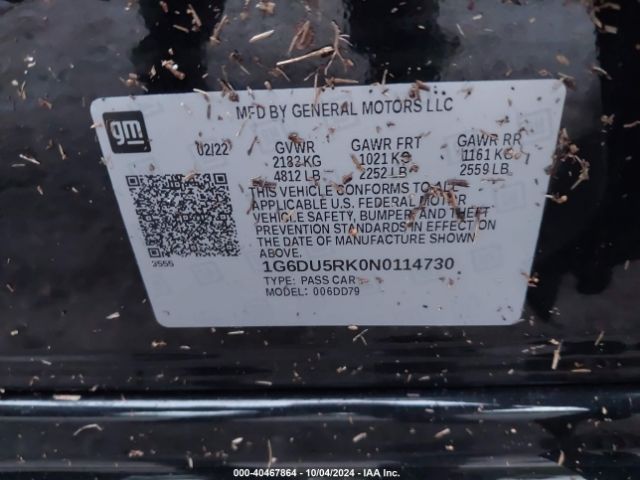 MFD BY GENERAL MOTORS LLC
gm
02/22 GVWR GAWR FRT GAWR RR
2183 KG 1021 KG 1161 KG
4812 LB 2252 LB 2559 LB
THIS VEHICLE CONFORMS TO ALL
APPLICABLE U.S. FEDERAL MOTOR
VEHICLE SAFETY, BUMPER, AND THEFT
PREVENTION STANDARDS IN EFFECT ON
THE DATE OF MANUFACTURE SHOWN
ABOVE.
3555
1G6DU5RK0N0114730
TYPE: PASS CAR
MODEL: 006DD79
000-40467864 - 10/04/2024 - IAA Inc.